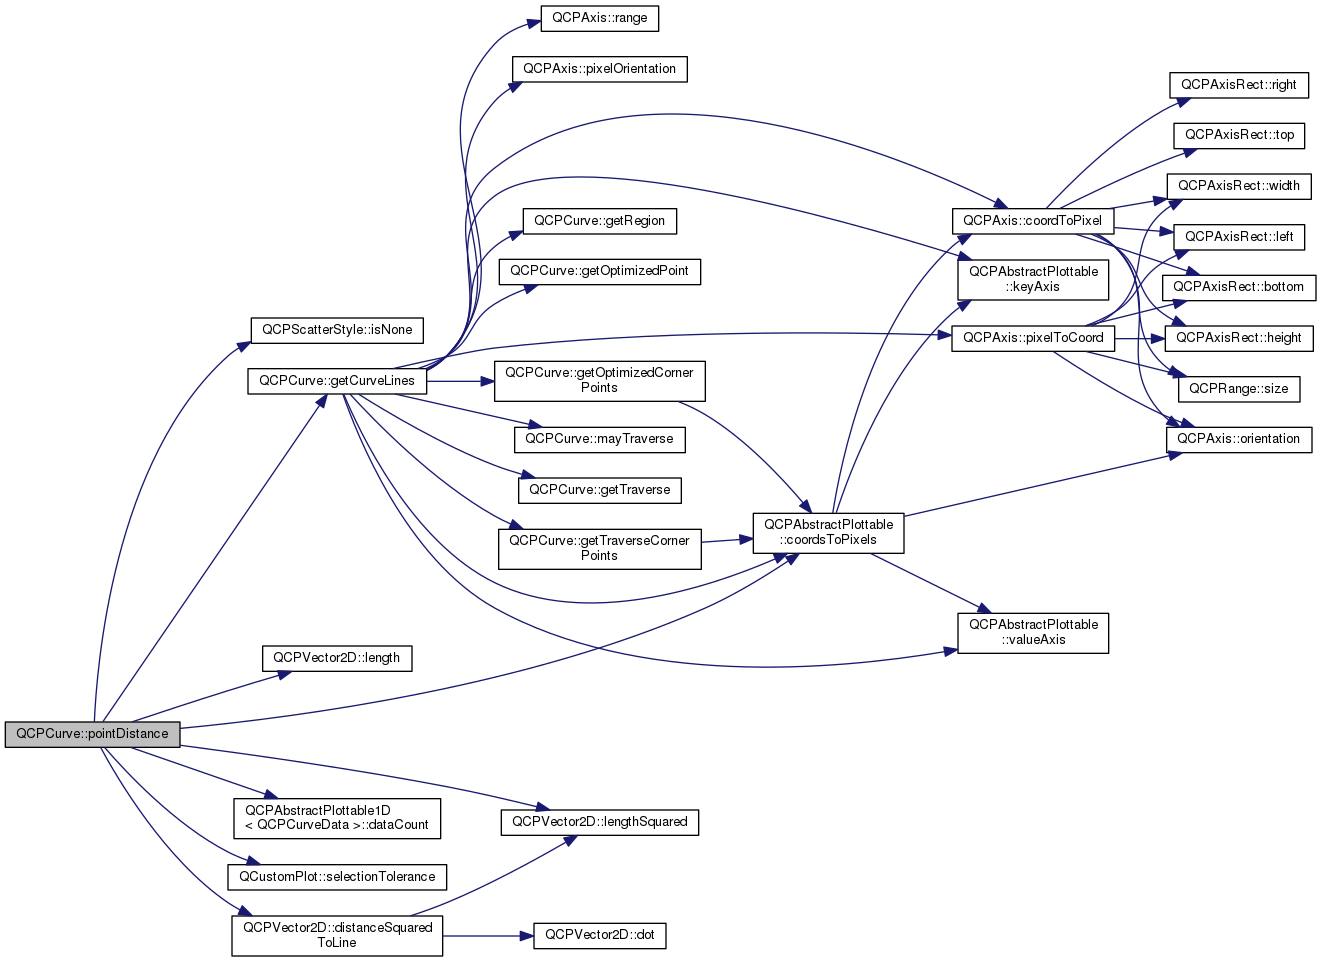 QCPAxis::range
QCPAxis::pixelOrientation
QCPAxisRect::right
QCPAxisRect::top
QCPAxisRect::width
QCPCurve::getRegion
QCPAxis::coordToPixel
QCPAxisRect::left
QCPCurve::getOptimizedPoint
QCPAbstractPlottable
::keyAxis
QCPAxisRect::bottom
QCPScatterStyle::isNone
QCPAxis::pixelToCoord
QCPAxisRect::height
QCPCurve::getCurveLines
QCPCurve::getOptimizedCorner
Points
QCPRange::size
QCPCurve::mayTraverse
QCPAxis::orientation
QCPCurve::getTraverse
QCPCurve::getTraverseCorner
Points
QCPAbstractPlottable
::coordsToPixels
QCPAbstractPlottable
::valueAxis
QCPVector2D::length
QCPCurve::pointDistance
QCPAbstractPlottable1D
< QCPCurveData >::dataCount
QCPVector2D::lengthSquared
QCustomPlot::selectionTolerance
QCPVector2D::distanceSquared
ToLine
QCPVector2D::dot